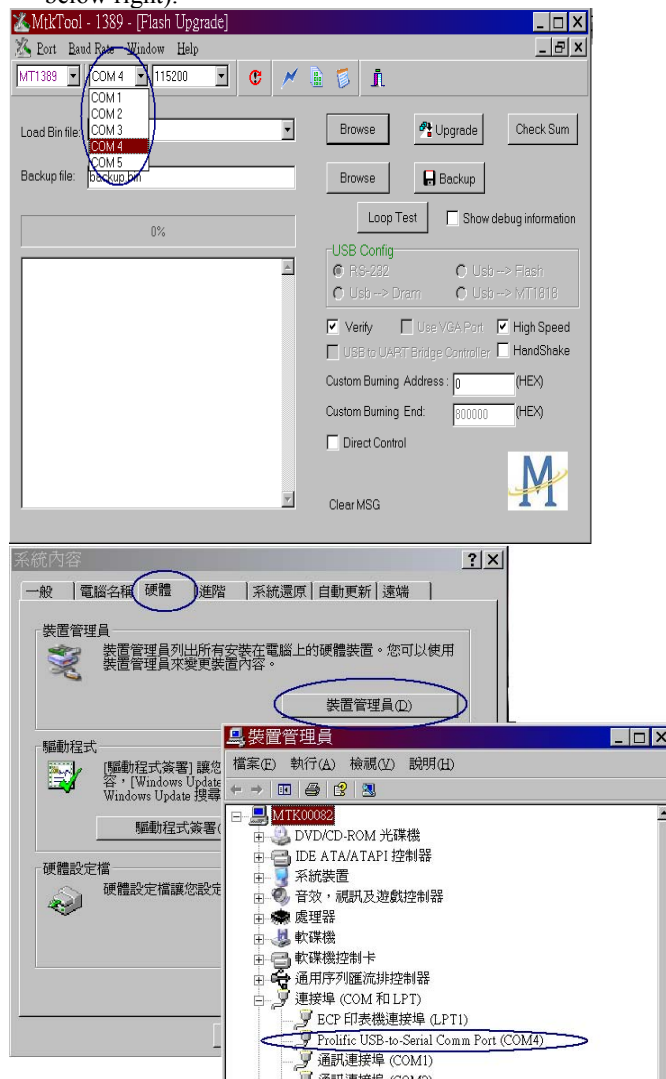 below right).
MtkTool - 1389 - [Flash Upgrade]
Port Baud Rate Window Help
MT1389 COM 4 115200
COM 1
COM 2
COM 3
COM 4
COM 5
Load Bin file:
Browse Upgrade Check Sum
Backup file: backup.bin
Browse Backup
Loop Test Show debug information
0%
USB Config
RS-232 Usb --> Flash
Usb --> Dram Usb --> MT1818
Verify Use VGA Port High Speed
USB to UART Bridge Controller HandShake
Custom Burning Address : 0 (HEX)
Custom Burning End: 800000 (HEX)
Direct Control
M
Clear MSG
系統內容
一般 電腦名稱 硬體 進階 系統還原 自動更新 遠端
裝置管理員
裝置管理員列出所有安裝在電腦上的硬體裝置。您可以使用
裝置管理員來變更裝置內容。
裝置管理員(D)
驅動程式
[驅動程式簽署] 讓您
容，[Windows Update
Windows Update 搜尋
驅動程式簽署(
硬體設定檔
硬體設定檔讓您設定
裝置管理員
檔案(F) 執行(A) 檢視(V) 說明(H)
MTK00082
DVD/CD-ROM 光碟機
IDE ATA/ATAPI 控制器
系統裝置
音效，視訊及遊戲控制器
處理器
軟碟機
軟碟機控制卡
通用序列匯流排控制器
連接埠 (COM 和 LPT)
ECP 印表機連接埠 (LPT1)
Prolific USB-to-Serial Comm Port (COM4)
通訊連接埠 (COM1)